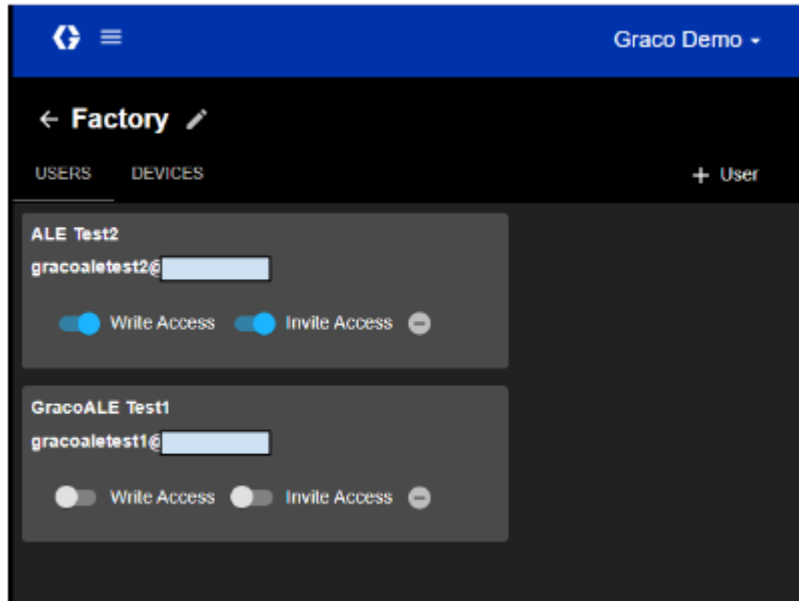 Graco Demo
Factory
USERS DEVICES + User
ALE Test2
gracoaletest2@
Write Access Invite Access
GracoALE Test1
gracoaletest1@
Write Access Invite Access